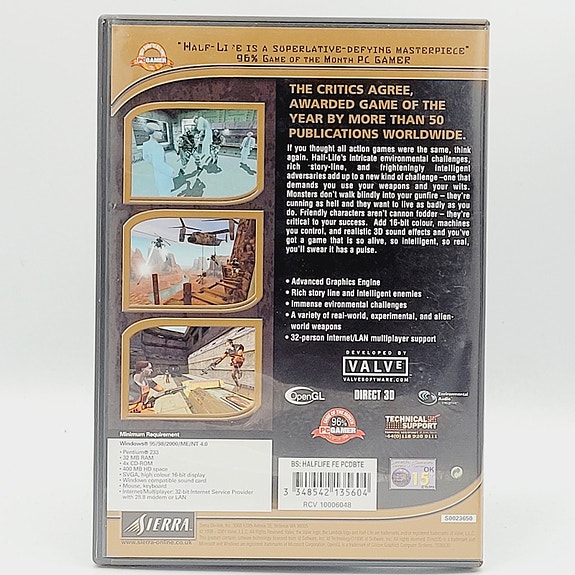 "HALF-LIFE IS A SUPERLATIVE-DEFYING MASTERPIECE"
96% GAME OF THE MONTH PC GAMER
THE CRITICS AGREE,
AWARDED GAME OF THE
YEAR BY MORE THAN 50
PUBLICATIONS WORLDWIDE.
If you thought all action games were the same, think
again. Half-Life's intricate environmental challenges,
rich story-line, and frighteningly intelligent
adversaries add up to a new kind of challenge –one that
demands you use your weapons and your wits.
Monsters don't walk blindly into your gunfire – they're
cunning as hell and they want to live as badly as you
do. Friendly characters aren't cannon fodder – they're
critical to your success. Add 16-bit colour, machines
you control, and realistic 3D sound effects and you've
got a game that is so alive, so intelligent, so real,
you'll swear it has a pulse.
• Advanced Graphics Engine
• Rich story line and intelligent enemies
• Immense environmental challenges
• A variety of real-world, experimental, and alien-
world weapons
• 32-person internet/LAN multiplayer support
DEVELOPED BY
VALVE
VALVESOFTWARE.COM
OpenGL
DIRECT 3D
Environmental
Audio
96%
PC GAMER
TECHNICAL
SUPPORT
+44(0)118 920 9111
Minimum Requirement
Windows® 95/98/2000/ME/NT 4.0
• Pentium® 233
• 32 MB RAM
• 4x CD-ROM
• 400 MB HD space
• SVGA, high colour 16-bit display
• Windows compatible sound card
• Mouse, keyboard
• Internet/Multiplayer: 32-bit Internet Service Provider
with 28.8 modem or LAN
BS: HALFLIFE FE PCDBTE
3 348542 135604
RCV 10006048
OK
15
S0023650
SIERRA
www.sierra-online.co.uk